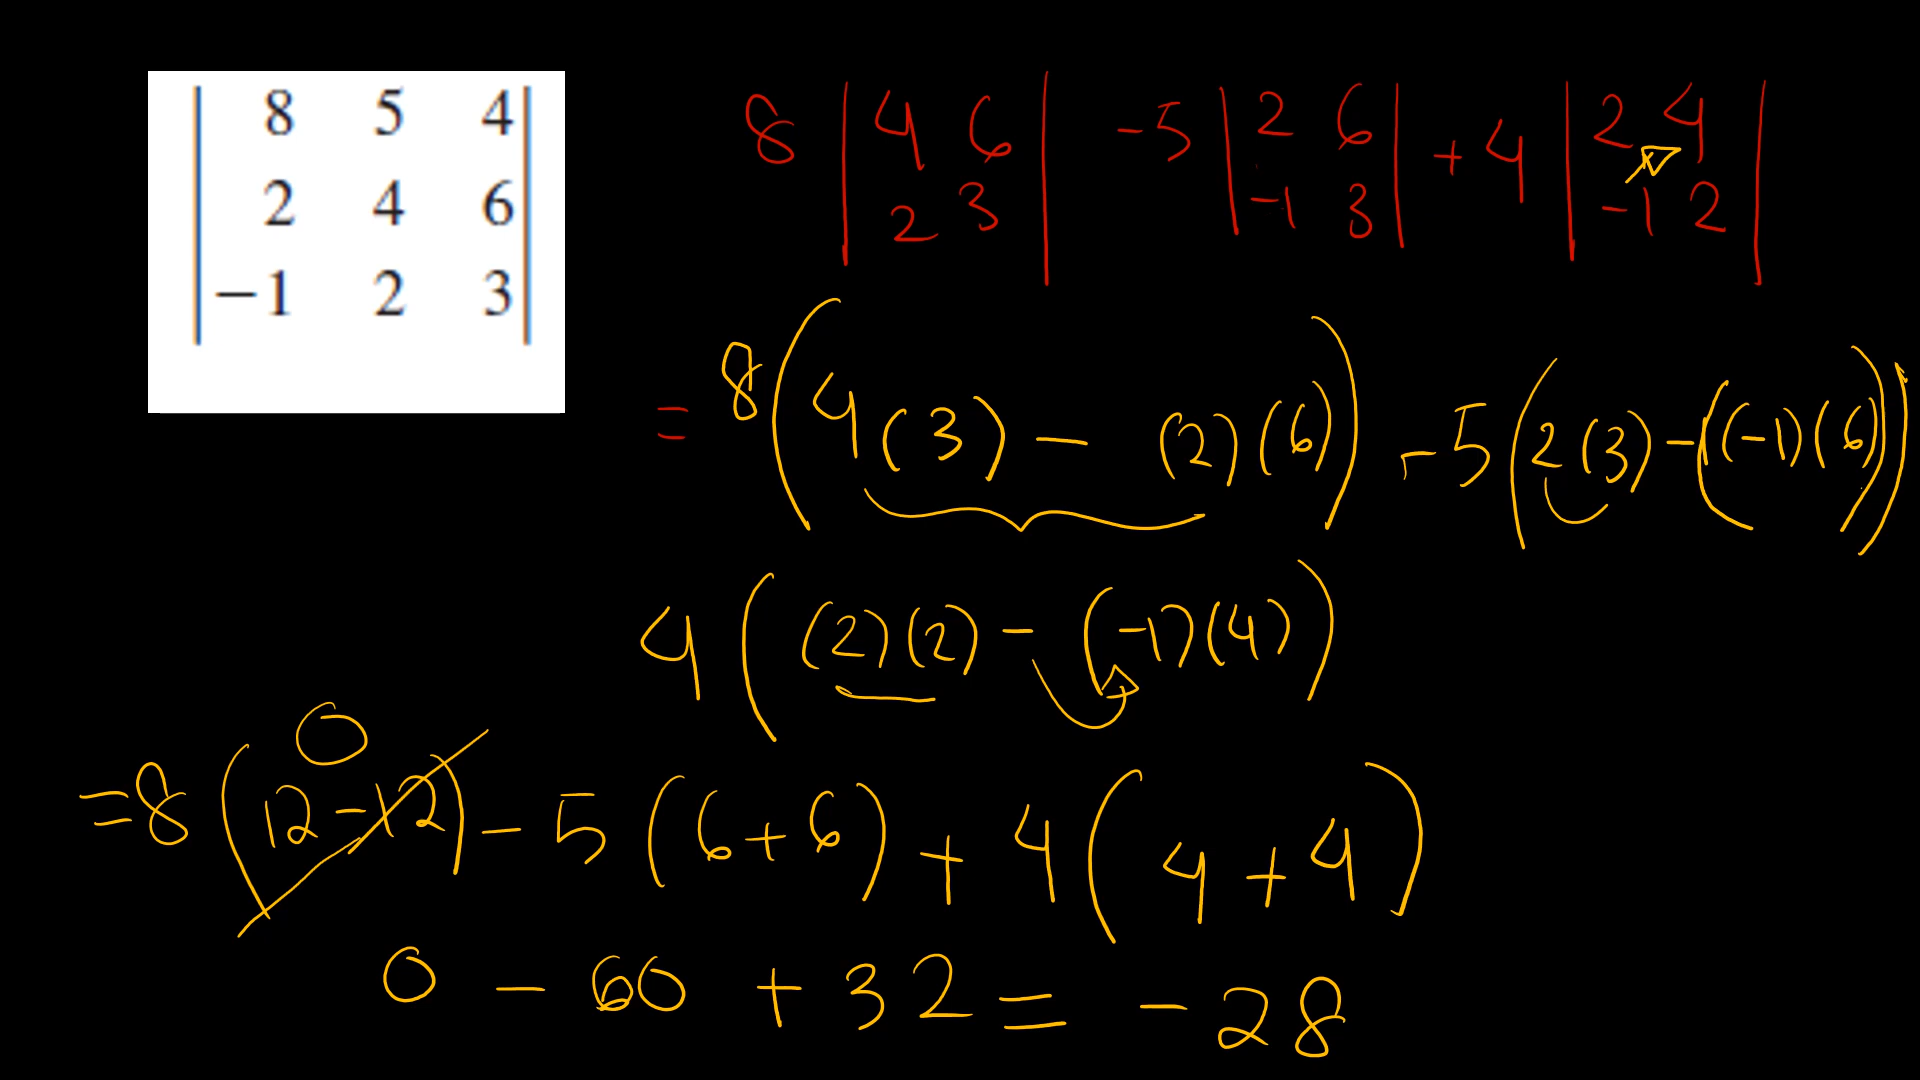 | 8 5 4 |
| 2 4 6 |
| −1 2 3 |
8 | 4 6 | - 5 | 2 6 | + 4 | 2 4 |
| 2 3 | | -1 3 | | -1 2 |
= 8 ( 4 ( 3 ) - (2) (6) ) - 5 ( 2 (3) - ( (-1) (6) ) )
4 ( (2) (2) - (-1) (4) )
0
= 8 ( 12 - 12 ) - 5 ( 6 + 6 ) + 4 ( 4 + 4 )
0 - 60 + 32 = - 28